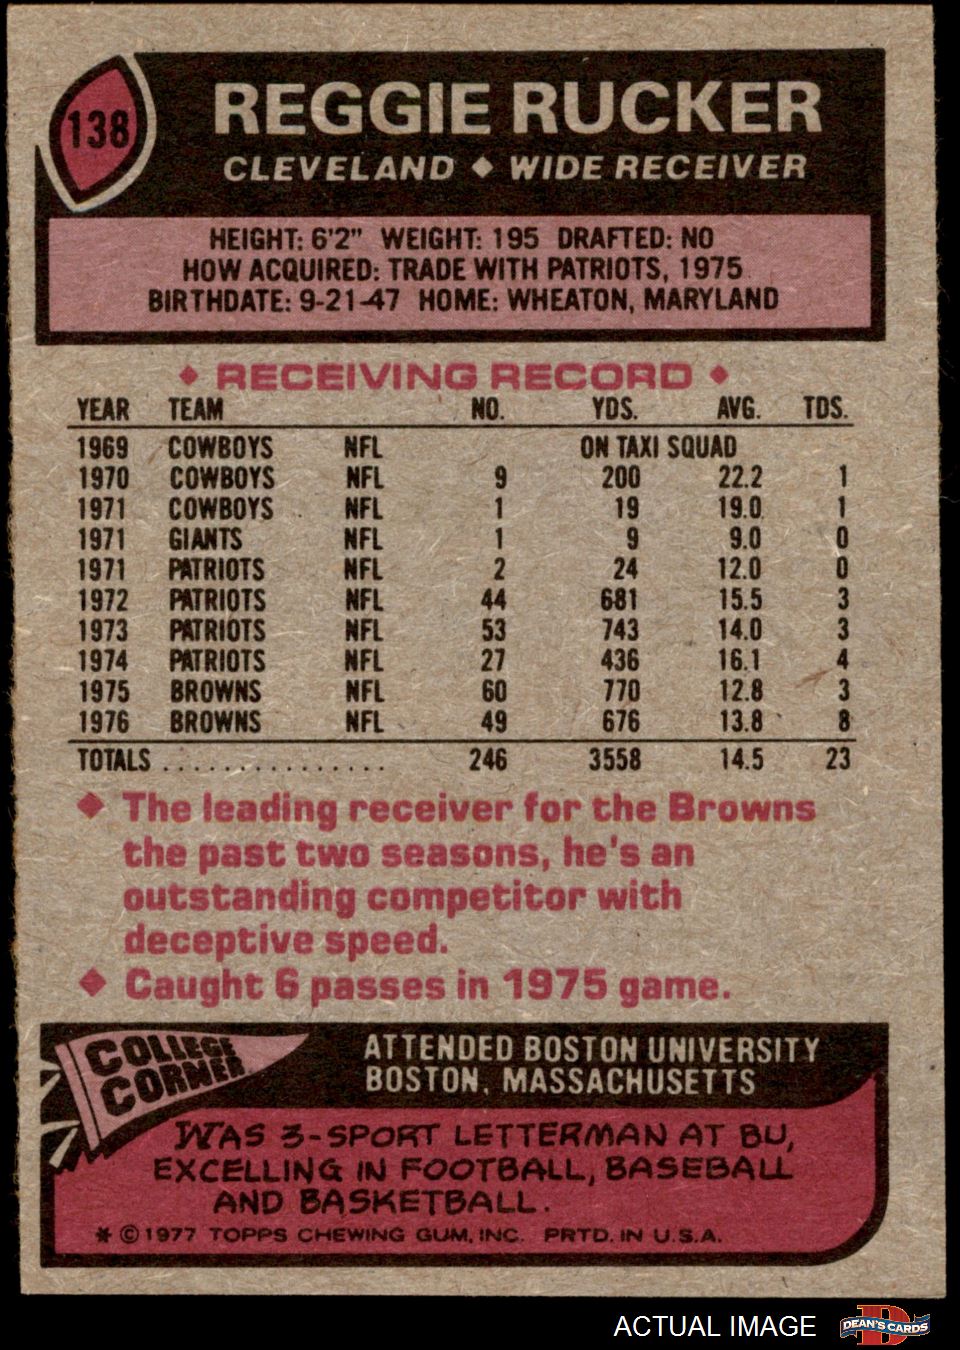 138
REGGIE RUCKER
CLEVELAND ◆ WIDE RECEIVER
HEIGHT: 6'2" WEIGHT: 195 DRAFTED: NO
HOW ACQUIRED: TRADE WITH PATRIOTS, 1975
BIRTHDATE: 9-21-47 HOME: WHEATON, MARYLAND
◆ RECEIVING RECORD ◆
YEAR TEAM NO. YDS. AVG. TDS.
1969 COWBOYS NFL ON TAXI SQUAD
1970 COWBOYS NFL 9 200 22.2 1
1971 COWBOYS NFL 1 19 19.0 1
1971 GIANTS NFL 1 9 9.0 0
1971 PATRIOTS NFL 2 24 12.0 0
1972 PATRIOTS NFL 44 681 15.5 3
1973 PATRIOTS NFL 53 743 14.0 3
1974 PATRIOTS NFL 27 436 16.1 4
1975 BROWNS NFL 60 770 12.8 3
1976 BROWNS NFL 49 676 13.8 8
TOTALS ............... 246 3558 14.5 23
◆ The leading receiver for the Browns
the past two seasons, he's an
outstanding competitor with
deceptive speed.
◆ Caught 6 passes in 1975 game.
COLLEGE
CORNER
ATTENDED BOSTON UNIVERSITY
BOSTON, MASSACHUSETTS
WAS 3-SPORT LETTERMAN AT BU,
EXCELLING IN FOOTBALL, BASEBALL
AND BASKETBALL.
* © 1977 TOPPS CHEWING GUM, INC. PRTD. IN U.S.A.
ACTUAL IMAGE
D
DEAN'S CARDS